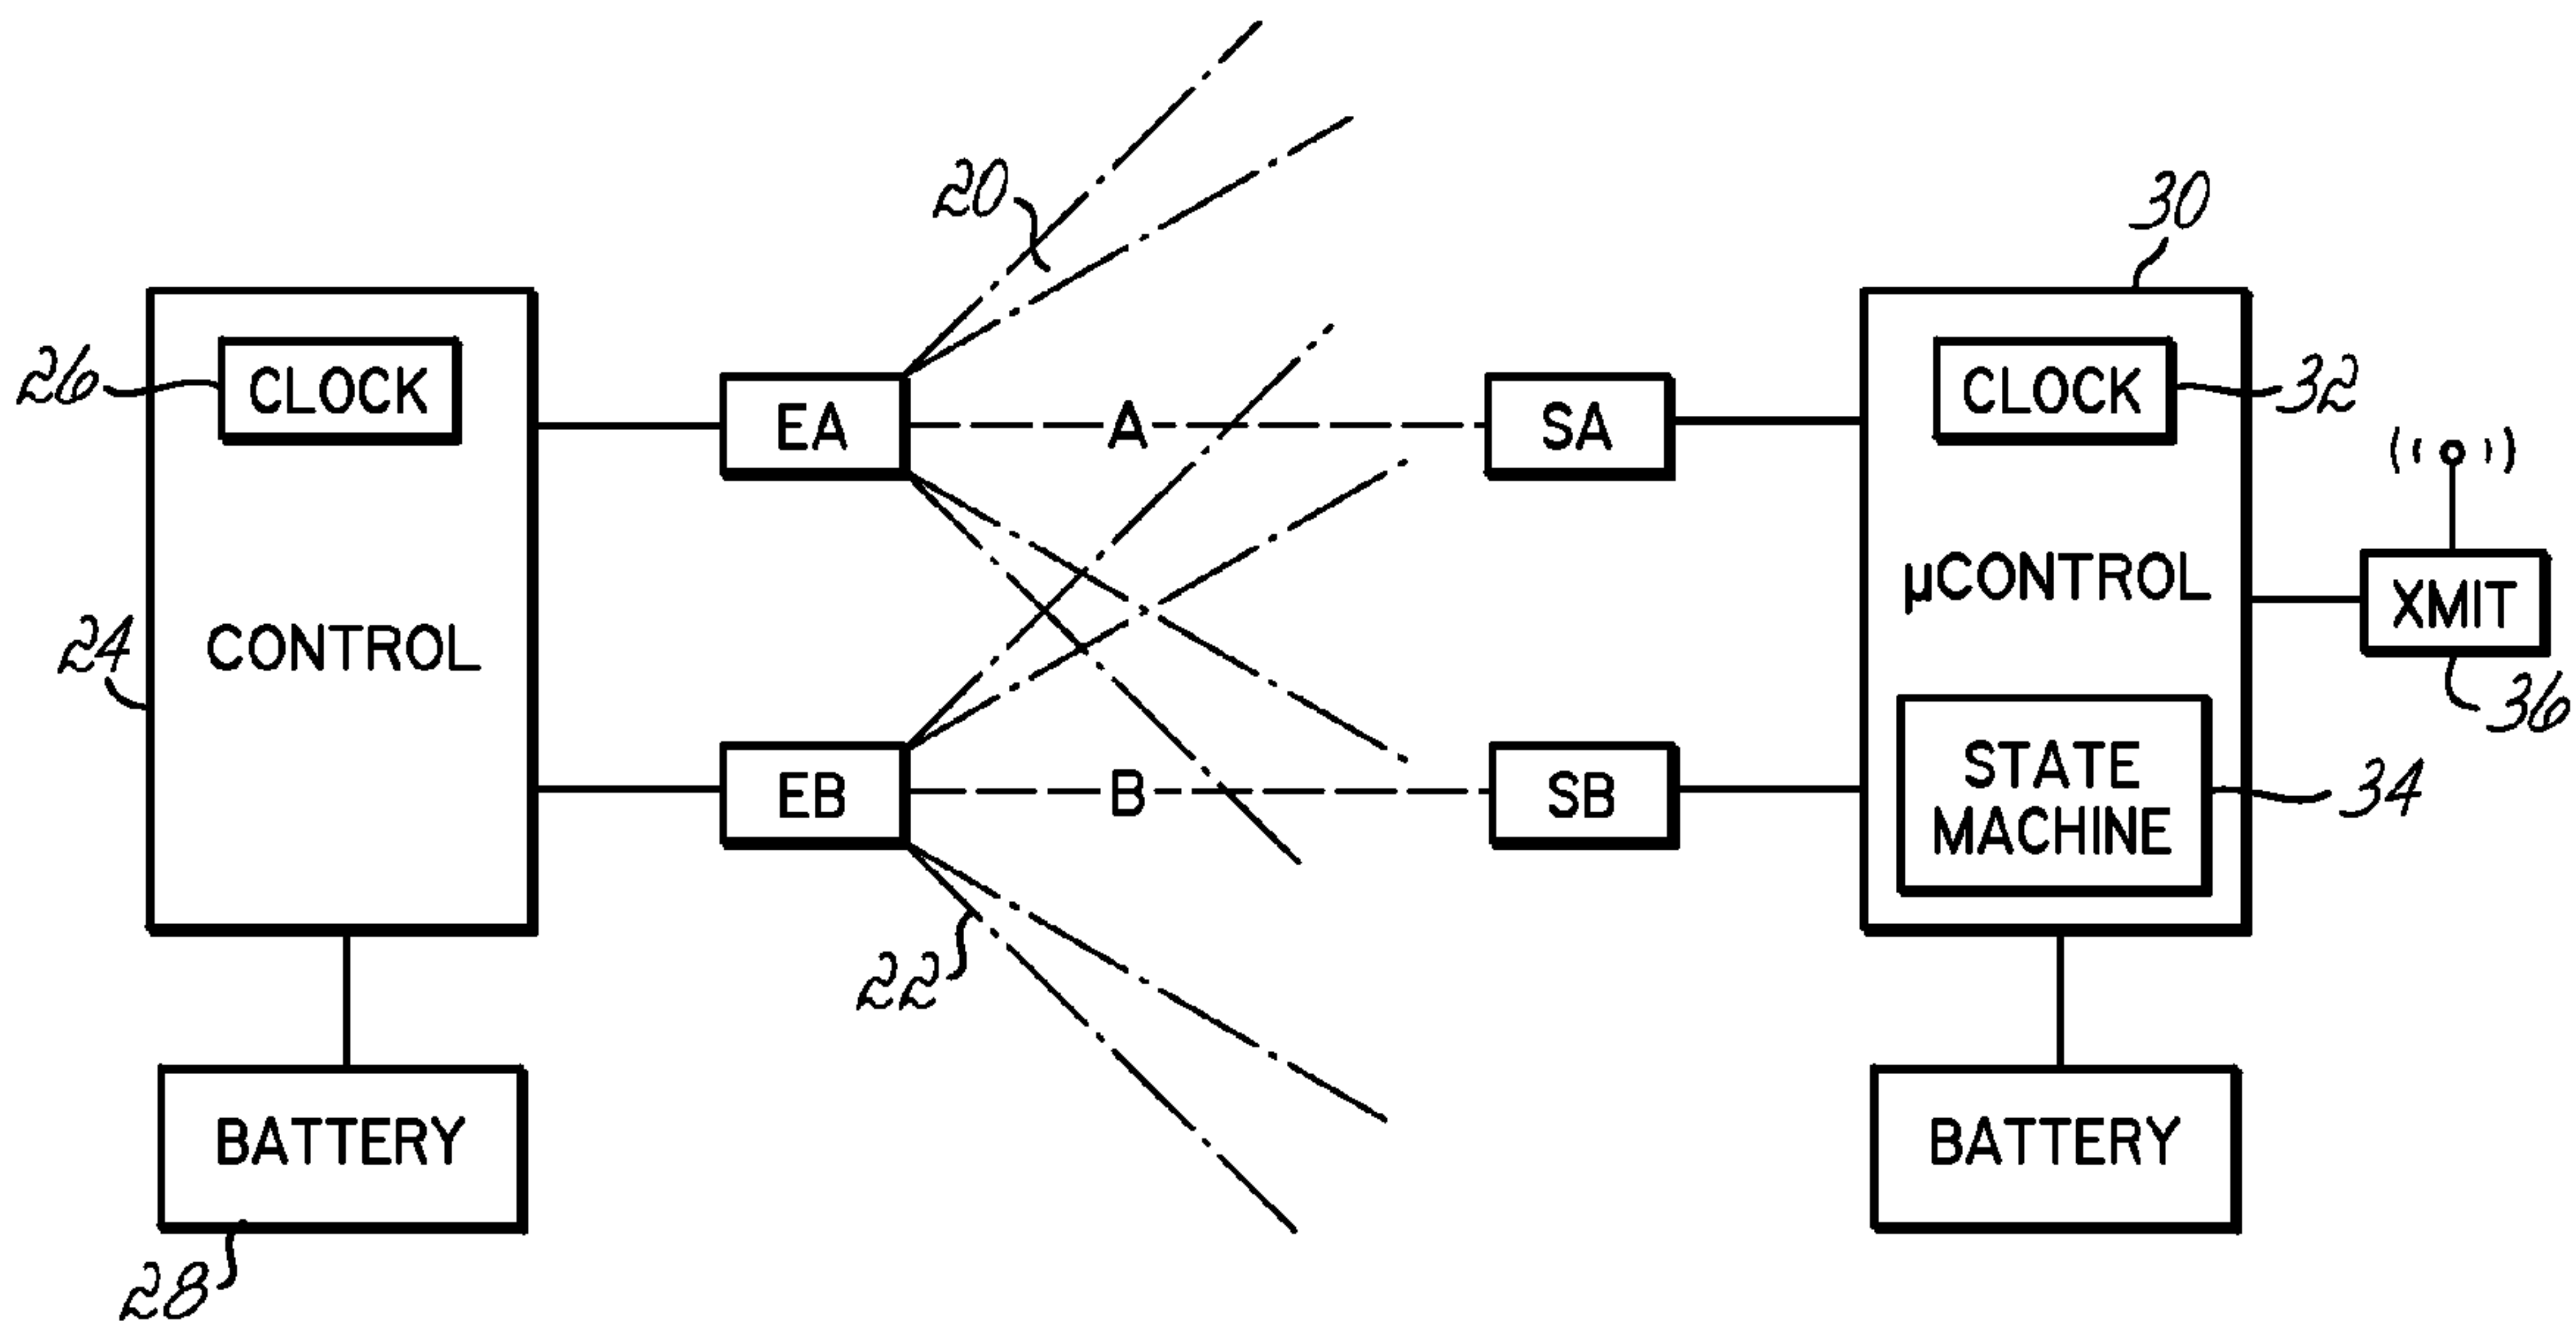 20
30
26
CLOCK
CLOCK
32
EA
A
SA
24
CONTROL
µCONTROL
XMIT
36
EB
B
SB
STATE
MACHINE
34
22
BATTERY
BATTERY
28